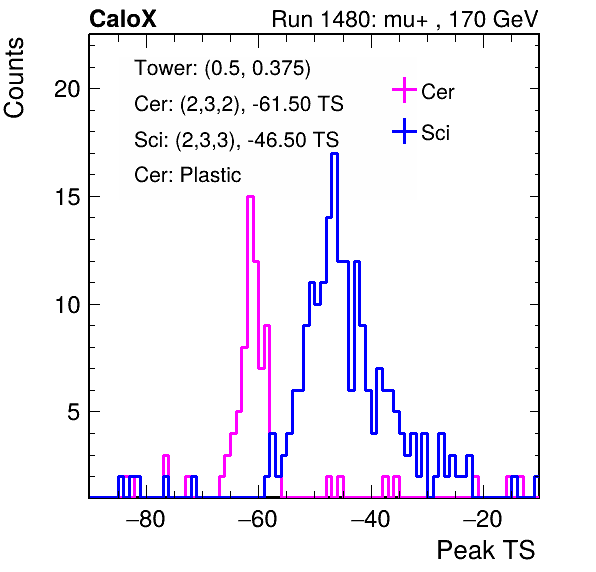 CaloX Run 1480: mu+ , 170 GeV
Counts
Tower: (0.5, 0.375)
Cer: (2,3,2), -61.50 TS
Sci: (2,3,3), -46.50 TS
Cer: Plastic
Cer
Sci
20
15
10
5
−80 −60 −40 −20
Peak TS